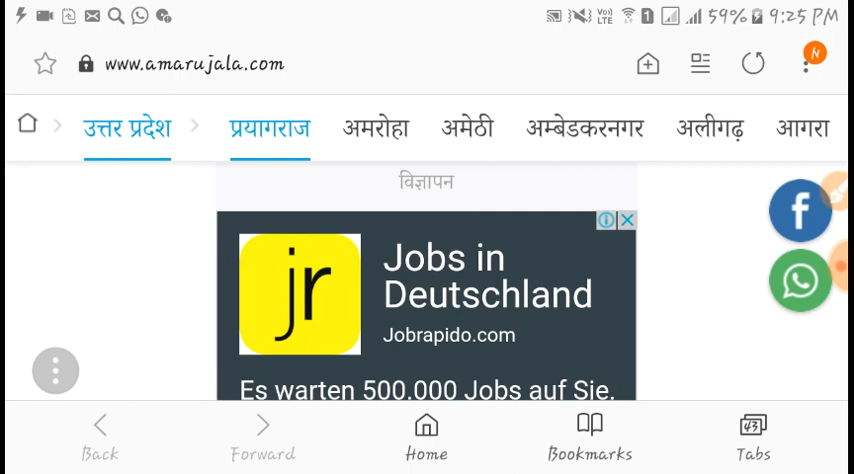 59% 9:25 PM
www.amarujala.com
N
उत्तर प्रदेश प्रयागराज अमरोहा अमेठी अम्बेडकरनगर अलीगढ़ आगरा
विज्ञापन
jr
Jobs in
Deutschland
Jobrapido.com
Es warten 500.000 Jobs auf Sie.
Back Forward Home Bookmarks 43 Tabs